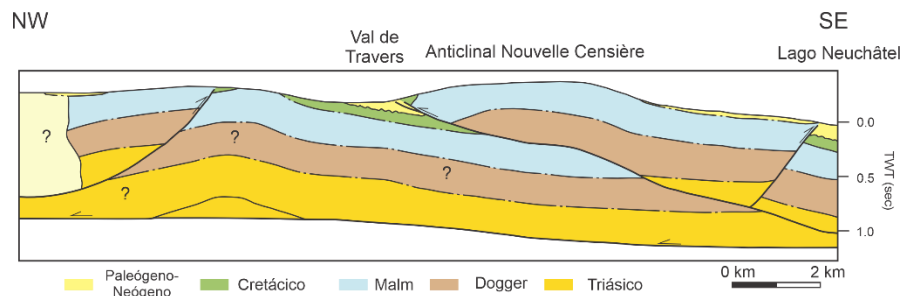 NW
SE
Val de
Travers
Anticlinal Nouvelle Censière
Lago Neuchâtel
?
?
?
?
0.0
0.5
1.0
TWT (sec)
Paleógeno-
Neógeno
Cretácico
Malm
Dogger
Triásico
0 km
2 km